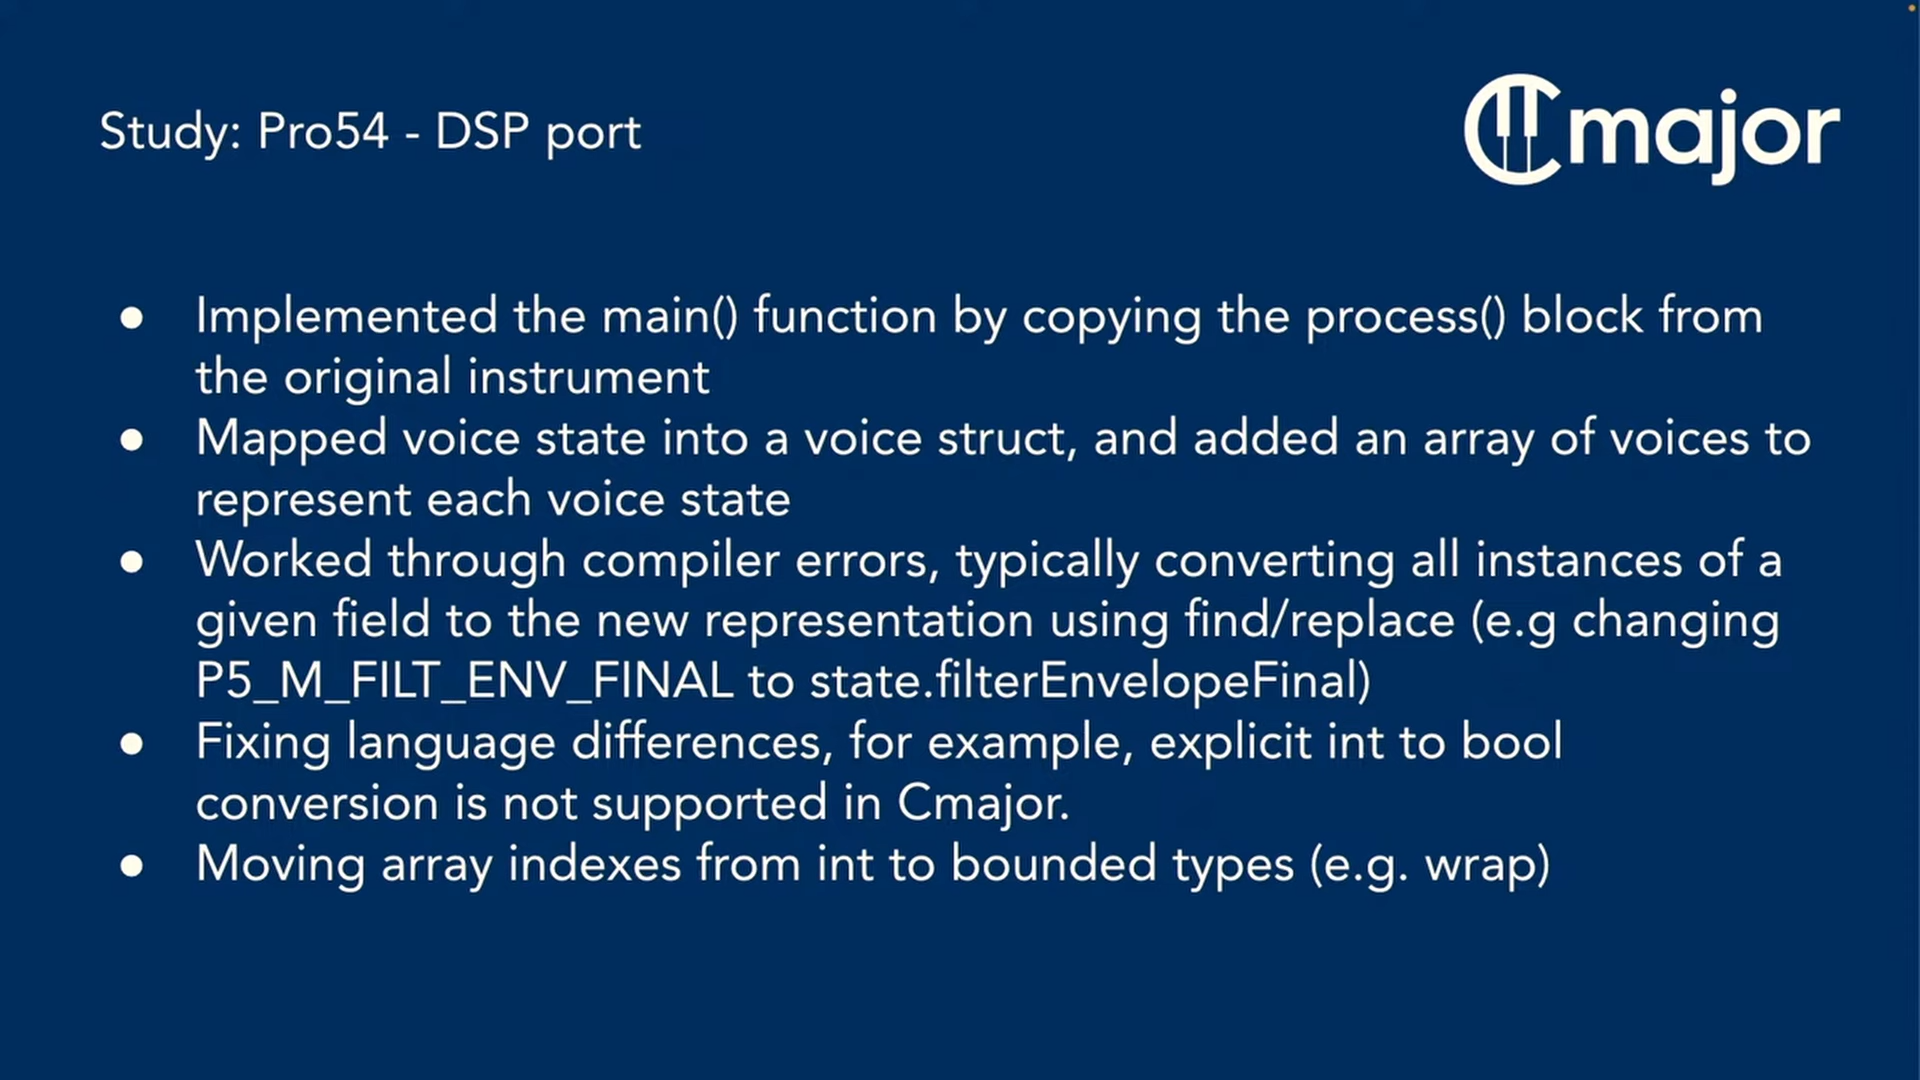 Study: Pro54 - DSP port
Cmajor
● Implemented the main() function by copying the process() block from
the original instrument
● Mapped voice state into a voice struct, and added an array of voices to
represent each voice state
● Worked through compiler errors, typically converting all instances of a
given field to the new representation using find/replace (e.g changing
P5_M_FILT_ENV_FINAL to state.filterEnvelopeFinal)
● Fixing language differences, for example, explicit int to bool
conversion is not supported in Cmajor.
● Moving array indexes from int to bounded types (e.g. wrap)